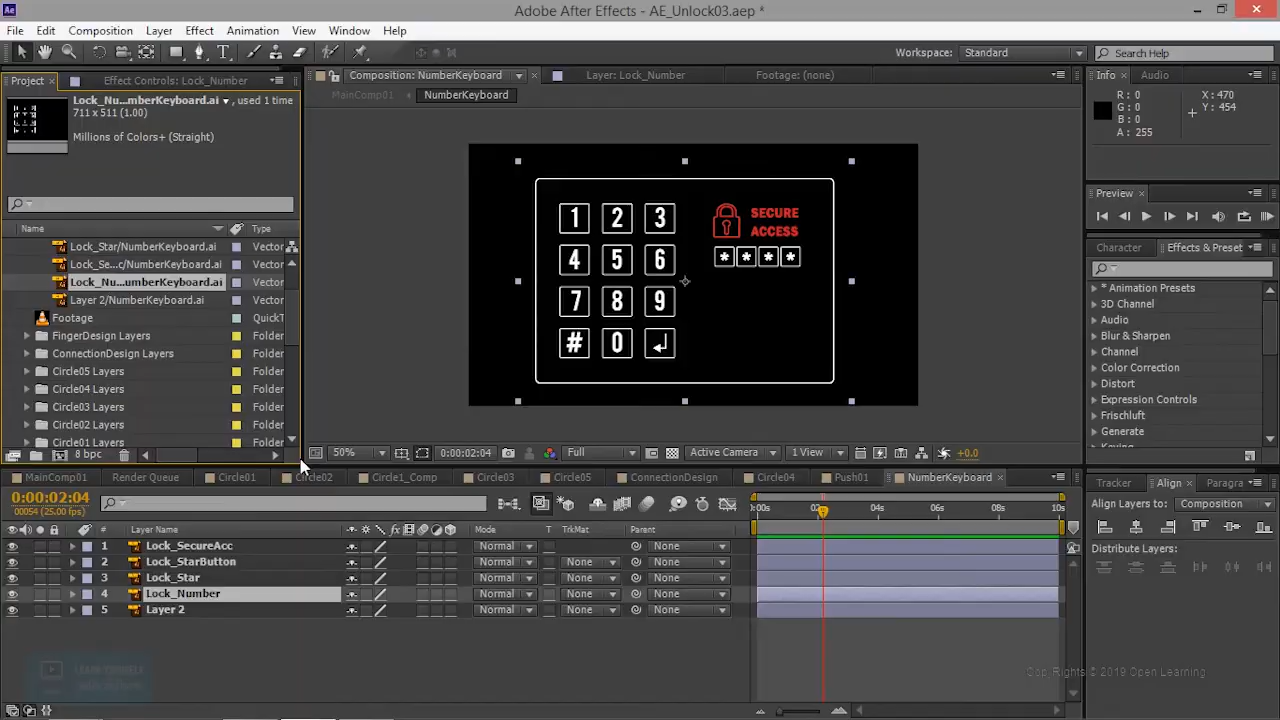 Adobe After Effects - AE_Unlock03.aep *
File Edit Composition Layer Effect Animation View Window Help
Workspace: Standard Search Help
Project Effect Controls: Lock_Number Composition: NumberKeyboard Layer: Lock_Number Footage: (none) Info Audio
MainComp01 NumberKeyboard
Lock_Nu...mberKeyboard.ai , used 1 time
711 x 511 (1.00)
Millions of Colors+ (Straight)
R : 0 X : 470
G : 0 Y : 454
B : 0
A : 255
Preview
Name Type
Lock_Star/NumberKeyboard.ai Vector
Lock_Se...c/NumberKeyboard.ai Vector
Lock_Nu...umberKeyboard.ai Vector
Layer 2/NumberKeyboard.ai Vector
Footage QuickT
FingerDesign Layers Folder
ConnectionDesign Layers Folder
Circle05 Layers Folder
Circle04 Layers Folder
Circle03 Layers Folder
Circle02 Layers Folder
Circle01 Layers Folder
8 bpc
1 2 3
4 5 6
7 8 9
# 0
SECURE
ACCESS
* * * *
Character Effects & Preset
* Animation Presets
3D Channel
Audio
Blur & Sharpen
Channel
Color Correction
Distort
Expression Controls
Frischluft
Generate
Keying
50% 0:00:02:04 Full Active Camera 1 View +0.0
MainComp01 Render Queue Circle01 Circle02 Circle1_Comp Circle03 Circle05 ConnectionDesign Circle04 Push01 NumberKeyboard
0:00:02:04
00054 (25.00 fps)
Layer Name Mode T TrkMat Parent
:00s 02s 04s 06s 08s 10s
1 Lock_SecureAcc Normal None
2 Lock_StarButton Normal None None
3 Lock_Star Normal None None
4 Lock_Number Normal None None
5 Layer 2 Normal None None
Tracker Align Paragra
Align Layers to: Composition
Distribute Layers:
LEARN YOURSELF
Copy Rights © 2019 Open Learning